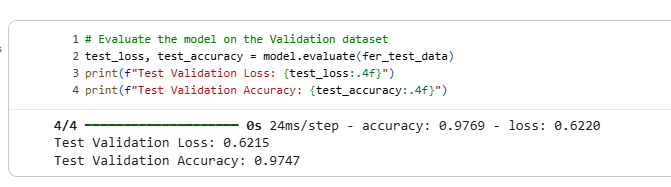 1 # Evaluate the model on the Validation dataset
2 test_loss, test_accuracy = model.evaluate(fer_test_data)
3 print(f"Test Validation Loss: {test_loss:.4f}")
4 print(f"Test Validation Accuracy: {test_accuracy:.4f}")
4/4 ━━━━━━━━━━━━━━━━━━━━ 0s 24ms/step - accuracy: 0.9769 - loss: 0.6220
Test Validation Loss: 0.6215
Test Validation Accuracy: 0.9747